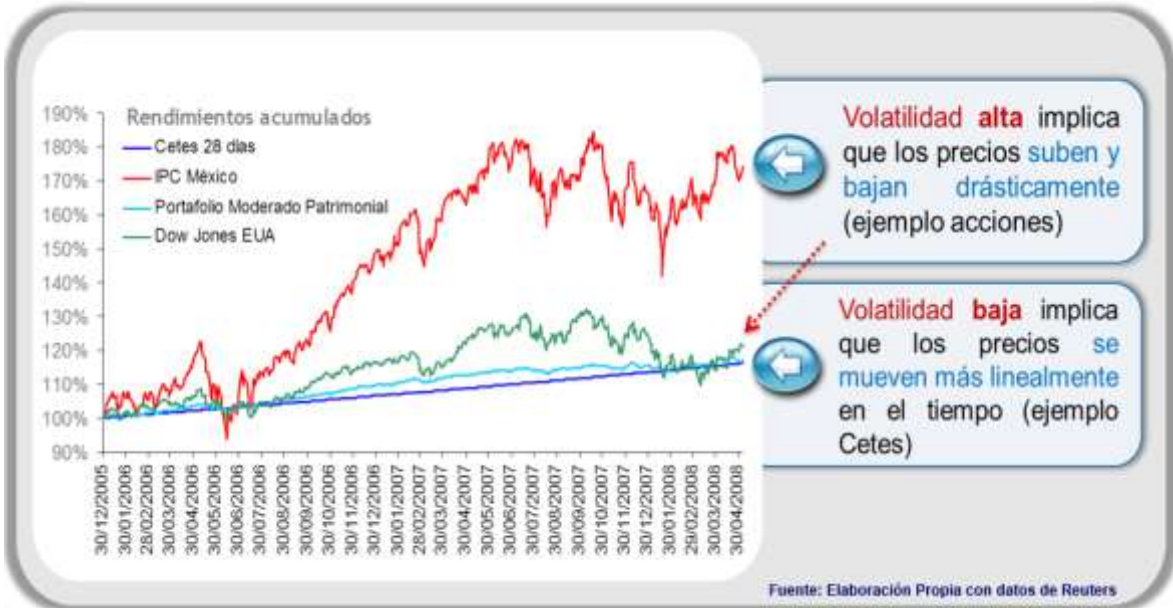 190%
180%
170%
160%
150%
140%
130%
120%
110%
100%
90%
Rendimientos acumulados
Cetes 28 dias
IPC México
Portafolio Moderado Patrimonial
Dow Jones EUA
30/12/2005
30/01/2006
28/02/2006
30/03/2006
30/04/2006
30/05/2006
30/06/2006
30/07/2006
30/08/2006
30/09/2006
30/10/2006
30/11/2006
30/12/2006
30/01/2007
28/02/2007
30/03/2007
30/04/2007
30/05/2007
30/06/2007
30/07/2007
30/08/2007
30/09/2007
30/10/2007
30/11/2007
30/12/2007
30/01/2008
29/02/2008
30/03/2008
30/04/2008
Volatilidad alta implica
que los precios suben y
bajan drásticamente
(ejemplo acciones)
Volatilidad baja implica
que los precios se
mueven más linealmente
en el tiempo (ejemplo
Cetes)
Fuente: Elaboración Propia con datos de Reuters